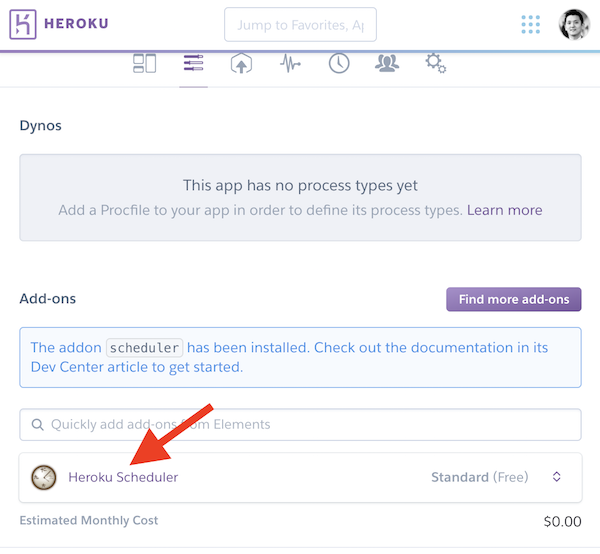 HEROKU
Jump to Favorites, Ap
Dynos
This app has no process types yet
Add a Procfile to your app in order to define its process types. Learn more
Add-ons
Find more add-ons
The addon scheduler has been installed. Check out the documentation in its
Dev Center article to get started.
Quickly add add-ons from Elements
Heroku Scheduler
Standard (Free)
Estimated Monthly Cost
$0.00